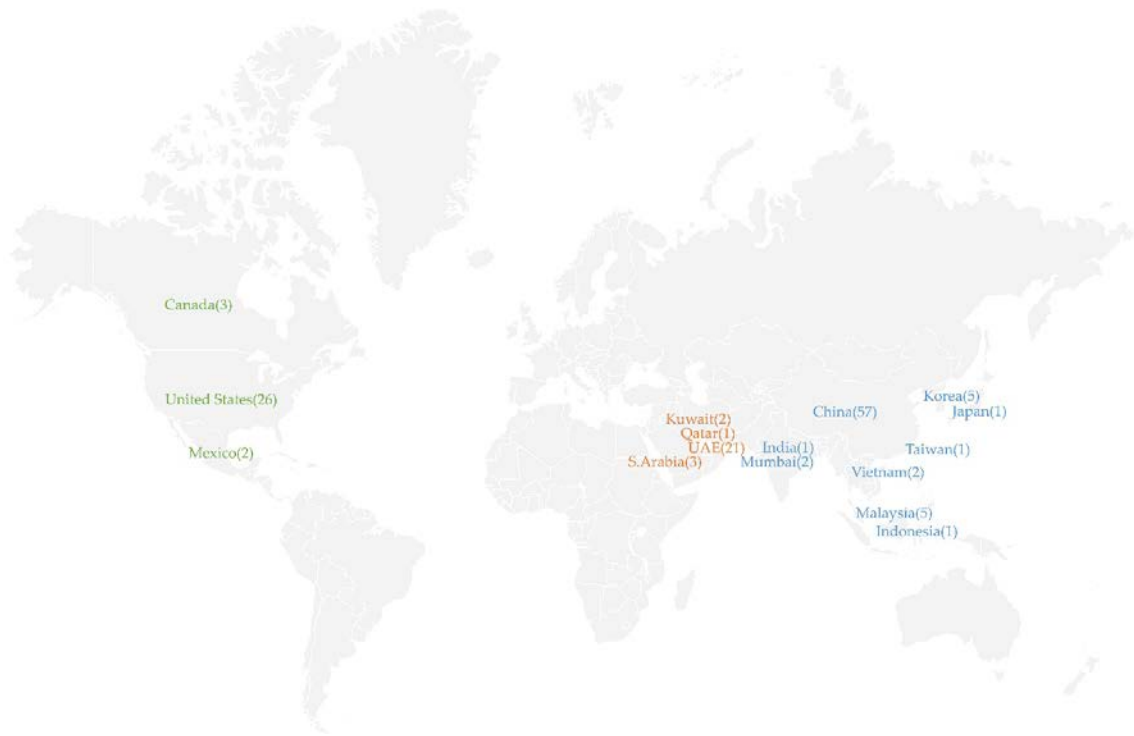 Canada(3)
United States(26)
Mexico(2)
Kuwait(2)
Qatar(1)
UAE(21)
S.Arabia(3)
China(57)
Korea(5)
Japan(1)
India(1)
Mumbai(2)
Taiwan(1)
Vietnam(2)
Malaysia(5)
Indonesia(1)